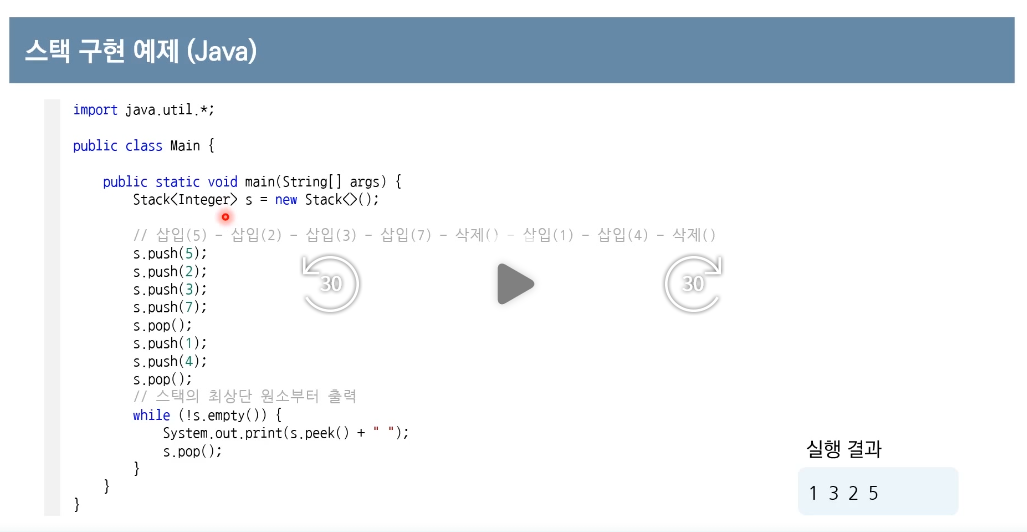 스택 구현 예제 (Java)
import java.util.*;
public class Main {
public static void main(String[] args) {
Stack<Integer> s = new Stack<>();
// 삽입(5) - 삽입(2) - 삽입(3) - 삽입(7) - 삭제() - 삽입(1) - 삽입(4) - 삭제()
s.push(5);
s.push(2);
s.push(3);
s.push(7);
s.pop();
s.push(1);
s.push(4);
s.pop();
// 스택의 최상단 원소부터 출력
while (!s.empty()) {
System.out.print(s.peek() + " ");
s.pop();
}
}
}
30
30
실행 결과
1 3 2 5